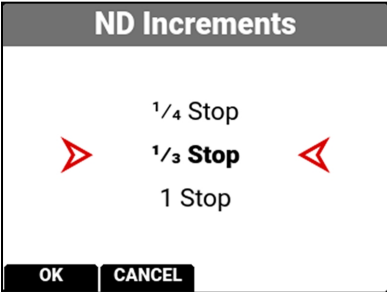 ND Increments
¼ Stop
⅓ Stop
1 Stop
OK CANCEL